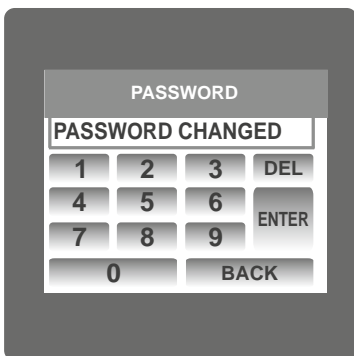 PASSWORD
PASSWORD CHANGED
1 2 3 DEL
4 5 6 ENTER
7 8 9
0 BACK